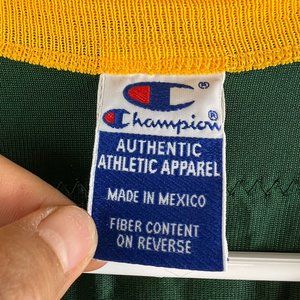 Champion
AUTHENTIC
ATHLETIC APPAREL
MADE IN MEXICO
FIBER CONTENT
ON REVERSE